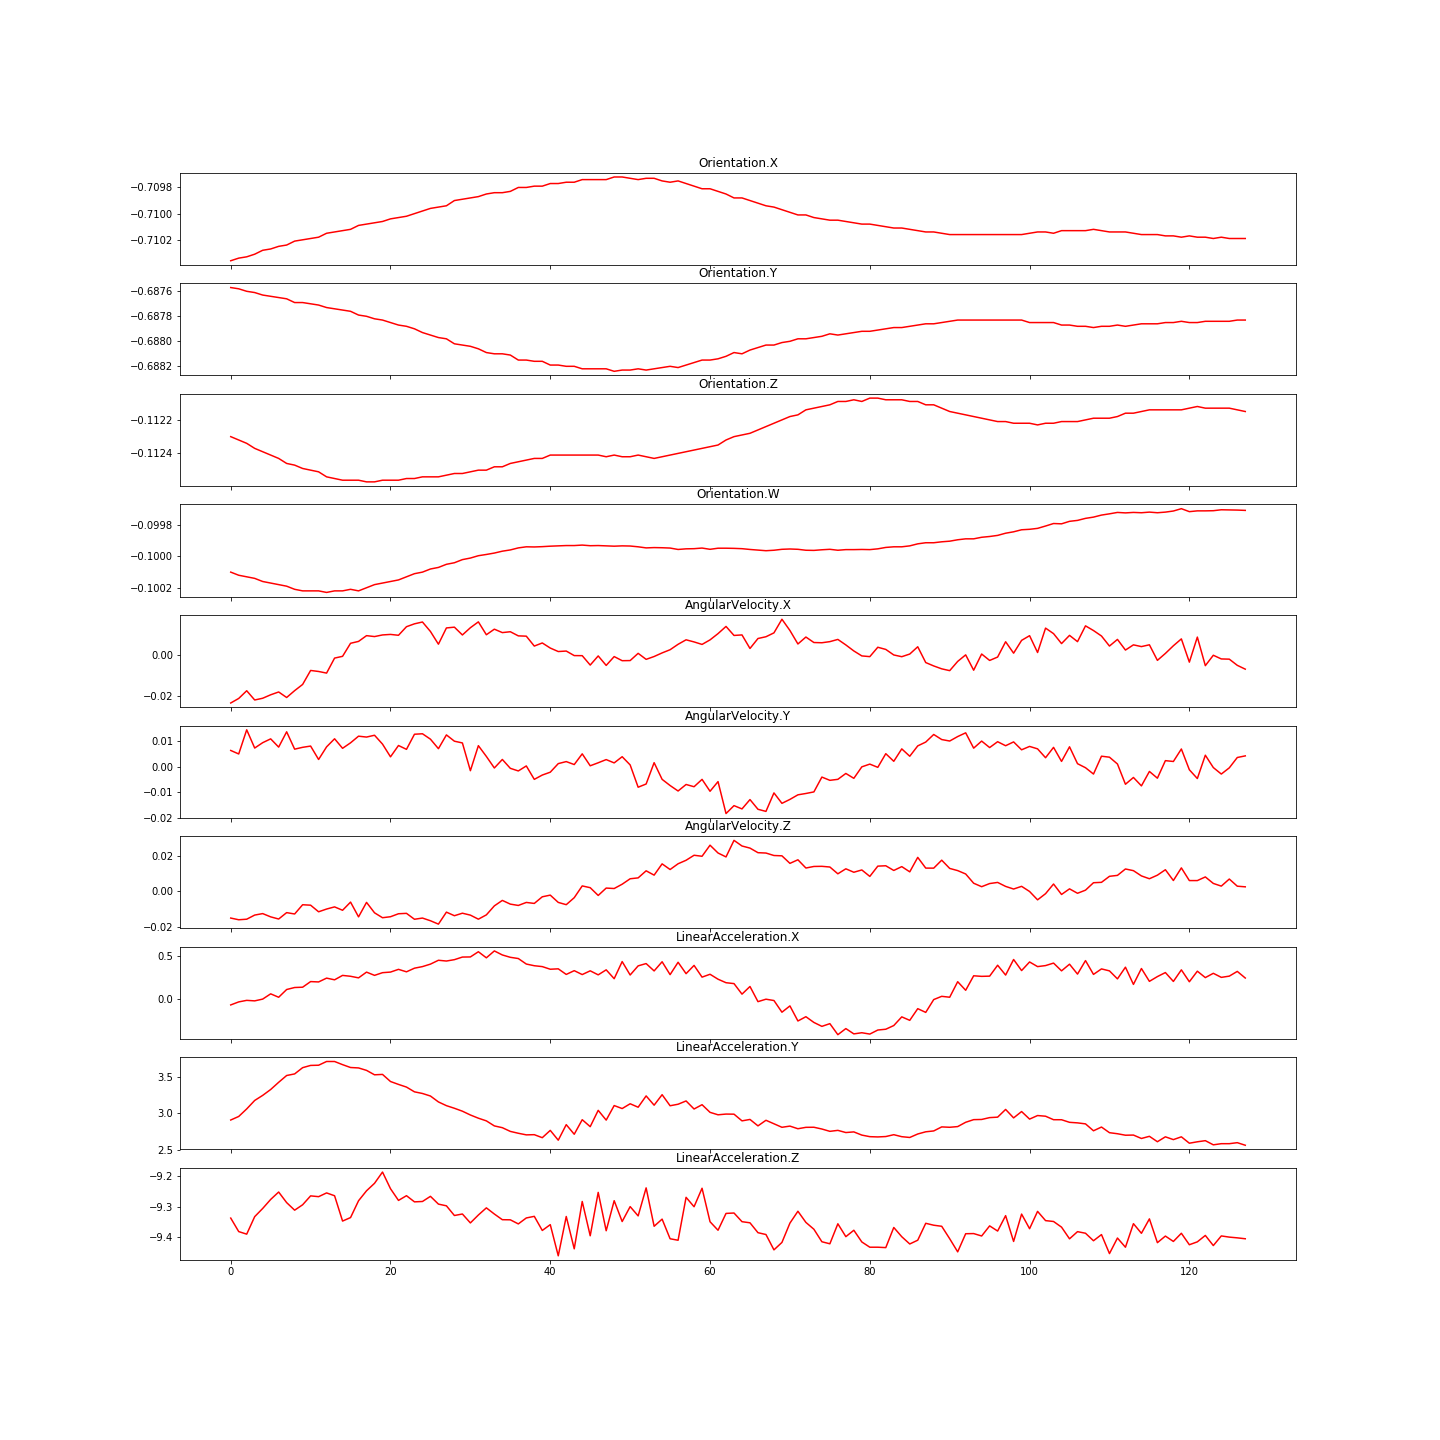 Orientation.X
−0.7098
−0.7100
−0.7102
Orientation.Y
−0.6876
−0.6878
−0.6880
−0.6882
Orientation.Z
−0.1122
−0.1124
Orientation.W
−0.0998
−0.1000
−0.1002
AngularVelocity.X
0.00
−0.02
AngularVelocity.Y
0.01
0.00
−0.01
−0.02
AngularVelocity.Z
0.02
0.00
−0.02
LinearAcceleration.X
0.5
0.0
LinearAcceleration.Y
3.5
3.0
2.5
LinearAcceleration.Z
−9.2
−9.3
−9.4
0 20 40 60 80 100 120